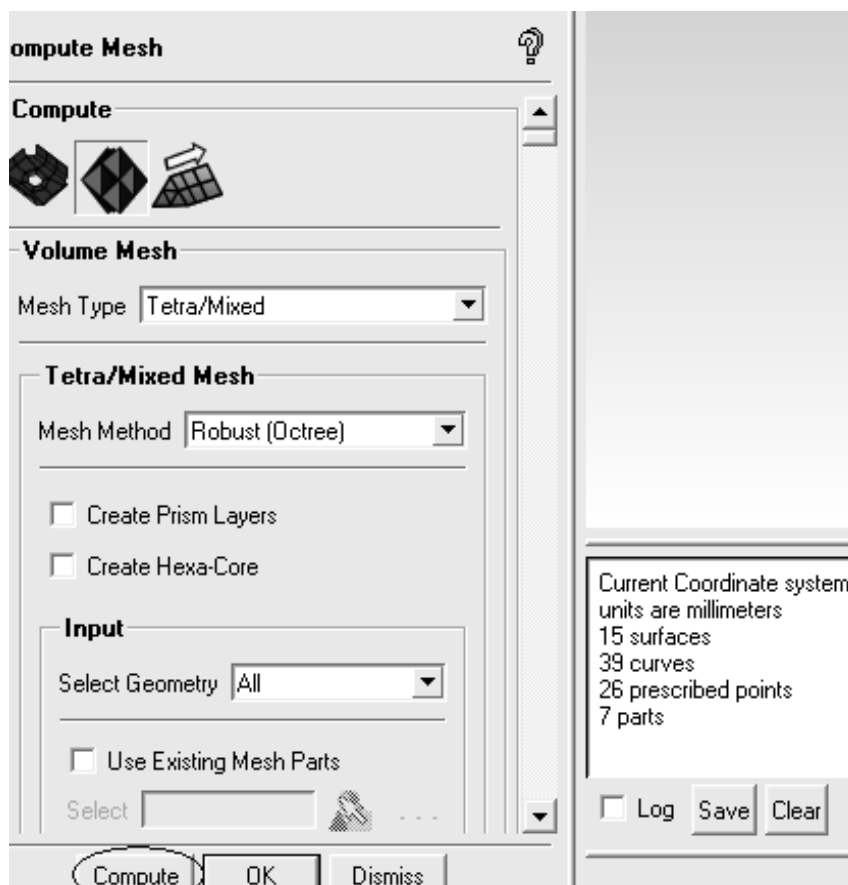 ompute Mesh
Compute
Volume Mesh
Mesh Type Tetra/Mixed
Tetra/Mixed Mesh
Mesh Method Robust (Octree)
Create Prism Layers
Create Hexa-Core
Input
Select Geometry All
Use Existing Mesh Parts
Select ...
Compute OK Dismiss
Current Coordinate system
units are millimeters
15 surfaces
39 curves
26 prescribed points
7 parts
Log Save Clear